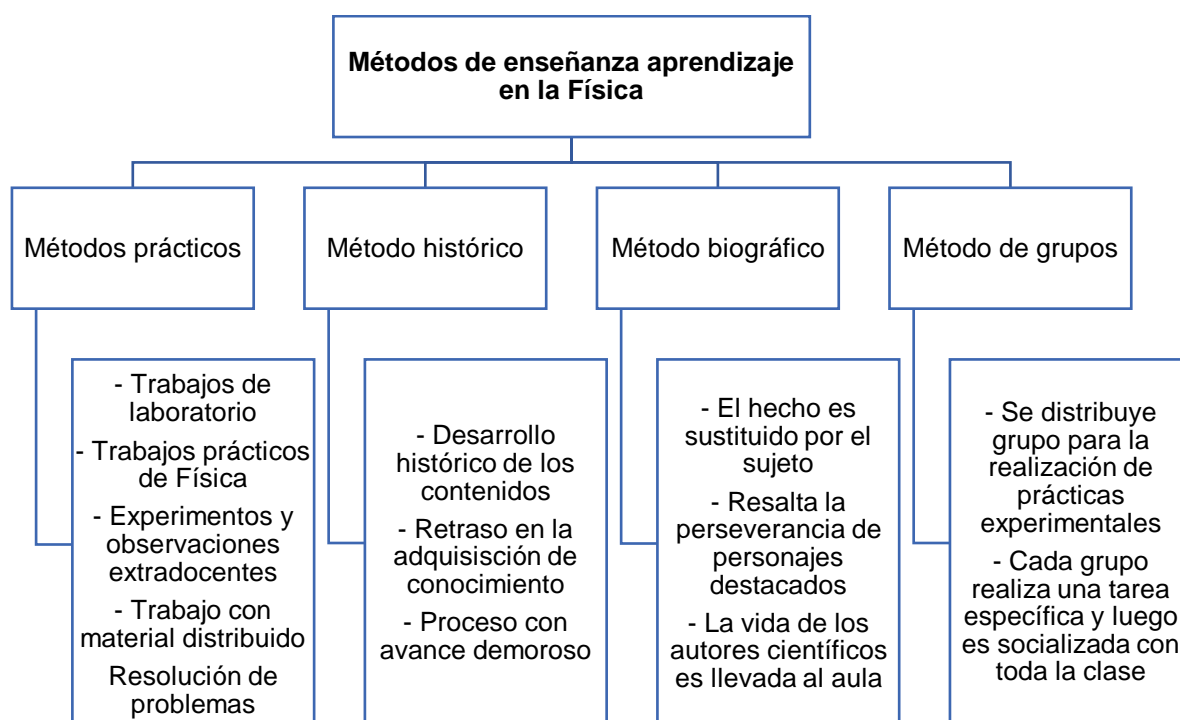 Métodos de enseñanza aprendizaje
en la Física
Métodos prácticos
- Trabajos de
laboratorio
- Trabajos prácticos
de Física
- Experimentos y
observaciones
extradocentes
- Trabajo con
material distribuido
Resolución de
problemas
Método histórico
- Desarrollo
histórico de los
contenidos
- Retraso en la
adquisisción de
conocimiento
- Proceso con
avance demoroso
Método biográfico
- El hecho es
sustituido por el
sujeto
- Resalta la
perseverancia de
personajes
destacados
- La vida de los
autores científicos
es llevada al aula
Método de grupos
- Se distribuye
grupo para la
realización de
prácticas
experimentales
- Cada grupo
realiza una tarea
específica y luego
es socializada con
toda la clase